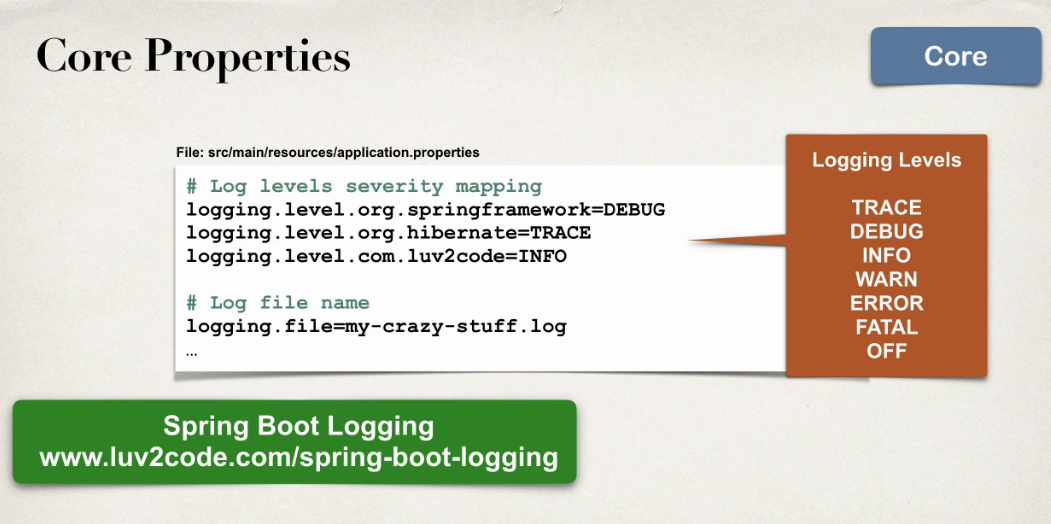 Core Properties
Core
File: src/main/resources/application.properties
# Log levels severity mapping
logging.level.org.springframework=DEBUG
logging.level.org.hibernate=TRACE
logging.level.com.luv2code=INFO
# Log file name
logging.file=my-crazy-stuff.log
…
Logging Levels
TRACE
DEBUG
INFO
WARN
ERROR
FATAL
OFF
Spring Boot Logging
www.luv2code.com/spring-boot-logging